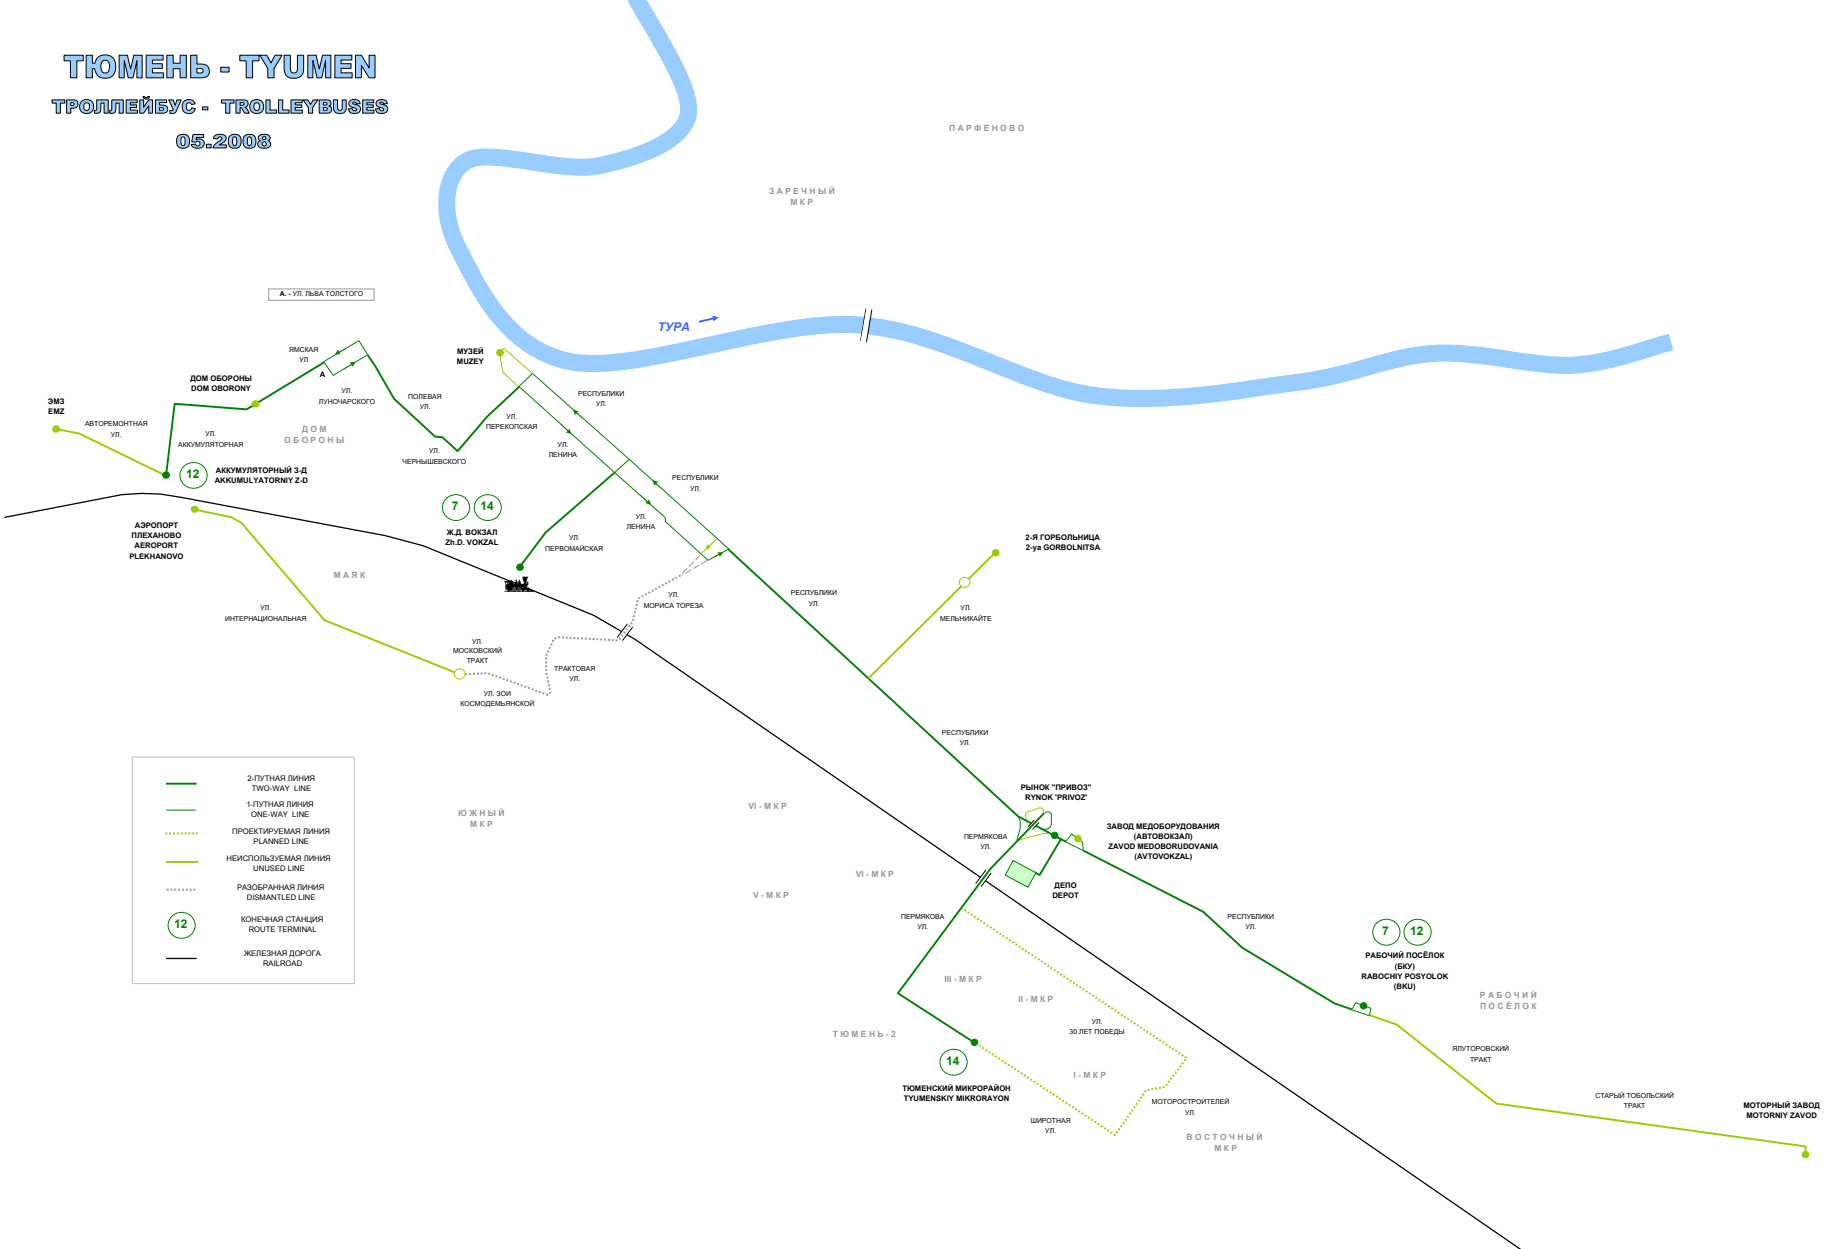 ТЮМЕНЬ - TYUMEN
ТРОЛЛЕЙБУС - TROLLEYBUSES
05.2008
ПАРФЕНОВО
ЗАРЕЧНЫЙ
МКР
А. - УЛ. ЛЬВА ТОЛСТОГО
ТУРА
МУЗЕЙ
MUZEY
ЯМСКАЯ
УЛ
А
ДОМ ОБОРОНЫ
DOM OBORONY
УЛ.
ЛУНОЧАРСКОГО
ПОЛЕВАЯ
УЛ.
РЕСПУБЛИКИ
УЛ.
ЭМЗ
EMZ
АВТОРЕМОНТНАЯ
УЛ.
УЛ.
АККУМУЛЯТОРНАЯ
ДОМ
ОБОРОНЫ
УЛ.
ПЕРЕКОПСКАЯ
УЛ.
ЧЕРНЫШЕВСКОГО
УЛ.
ЛЕНИНА
12
АККУМУЛЯТОРНЫЙ З-Д
AKKUMULYATORNIY Z-D
РЕСПУБЛИКИ
УЛ.
7
14
Ж.Д. ВОКЗАЛ
Zh.D. VOKZAL
УЛ.
ЛЕНИНА
УЛ.
ПЕРВОМАЙСКАЯ
АЭРОПОРТ
ПЛЕХАНОВО
AEROPORT
PLEKHANOVO
2-Я ГОРБОЛЬНИЦА
2-ya GORBOLNITSA
МАЯК
УЛ.
МОРИСА ТОРЕЗА
РЕСПУБЛИКИ
УЛ.
УЛ.
ИНТЕРНАЦИОНАЛЬНАЯ
УЛ.
МЕЛЬНИКАЙТЕ
УЛ.
МОСКОВСКИЙ
ТРАКТ
ТРАКТОВАЯ
УЛ.
УЛ. ЗОИ
КОСМОДЕМЬЯНСКОЙ
РЕСПУБЛИКИ
УЛ.
2-ПУТНАЯ ЛИНИЯ
TWO-WAY LINE
1-ПУТНАЯ ЛИНИЯ
ONE-WAY LINE
ПРОЕКТИРУЕМАЯ ЛИНИЯ
PLANNED LINE
НЕИСПОЛЬЗУЕМАЯ ЛИНИЯ
UNUSED LINE
РАЗОБРАННАЯ ЛИНИЯ
DISMANTLED LINE
12
КОНЕЧНАЯ СТАНЦИЯ
ROUTE TERMINAL
ЖЕЛЕЗНАЯ ДОРОГА
RAILROAD
ЮЖНЫЙ
МКР
VI-МКР
РЫНОК "ПРИВОЗ"
RYNOK 'PRIVOZ'
ПЕРМЯКОВА
УЛ.
ЗАВОД МЕДОБОРУДОВАНИЯ
(АВТОВОКЗАЛ)
ZAVOD MEDOBORUDOVANIA
(AVTOVOKZAL)
VI-МКР
V-МКР
ДЕПО
DEPOT
ПЕРМЯКОВА
УЛ.
РЕСПУБЛИКИ
УЛ.
7
12
РАБОЧИЙ ПОСЁЛОК
(БКУ)
RABOCHIY POSYOLOK
(BKU)
III-МКР
II-МКР
РАБОЧИЙ
ПОСЁЛОК
УЛ.
30 ЛЕТ ПОБЕДЫ
ТЮМЕНЬ-2
14
ЯЛУТОРОВСКИЙ
ТРАКТ
I-МКР
ТЮМЕНСКИЙ МИКРОРАЙОН
TYUMENSKIY MIKRORAYON
МОТОРОСТРОИТЕЛЕЙ
УЛ.
СТАРЫЙ ТОБОЛЬСКИЙ
ТРАКТ
МОТОРНЫЙ ЗАВОД
MOTORNIY ZAVOD
ШИРОТНАЯ
УЛ.
ВОСТОЧНЫЙ
МКР